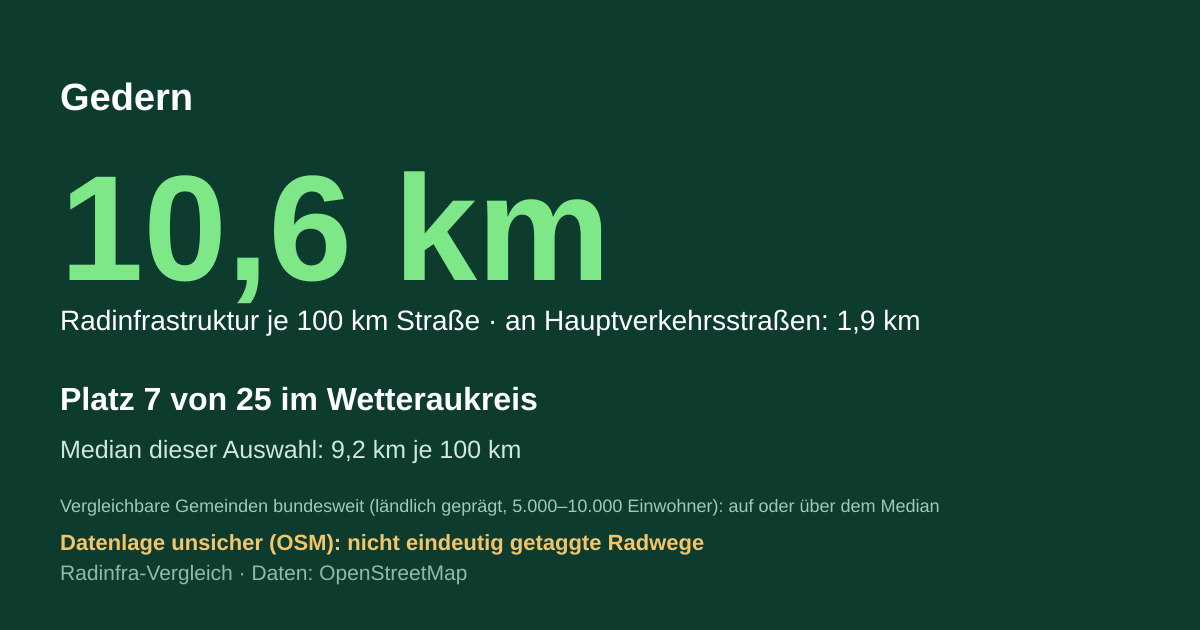 Gedern
10,6 km
Radinfrastruktur je 100 km Straße · an Hauptverkehrsstraßen: 1,9 km
Platz 7 von 25 im Wetteraukreis
Median dieser Auswahl: 9,2 km je 100 km
Vergleichbare Gemeinden bundesweit (ländlich geprägt, 5.000–10.000 Einwohner): auf oder über dem Median
Datenlage unsicher (OSM): nicht eindeutig getaggte Radwege
Radinfra-Vergleich · Daten: OpenStreetMap